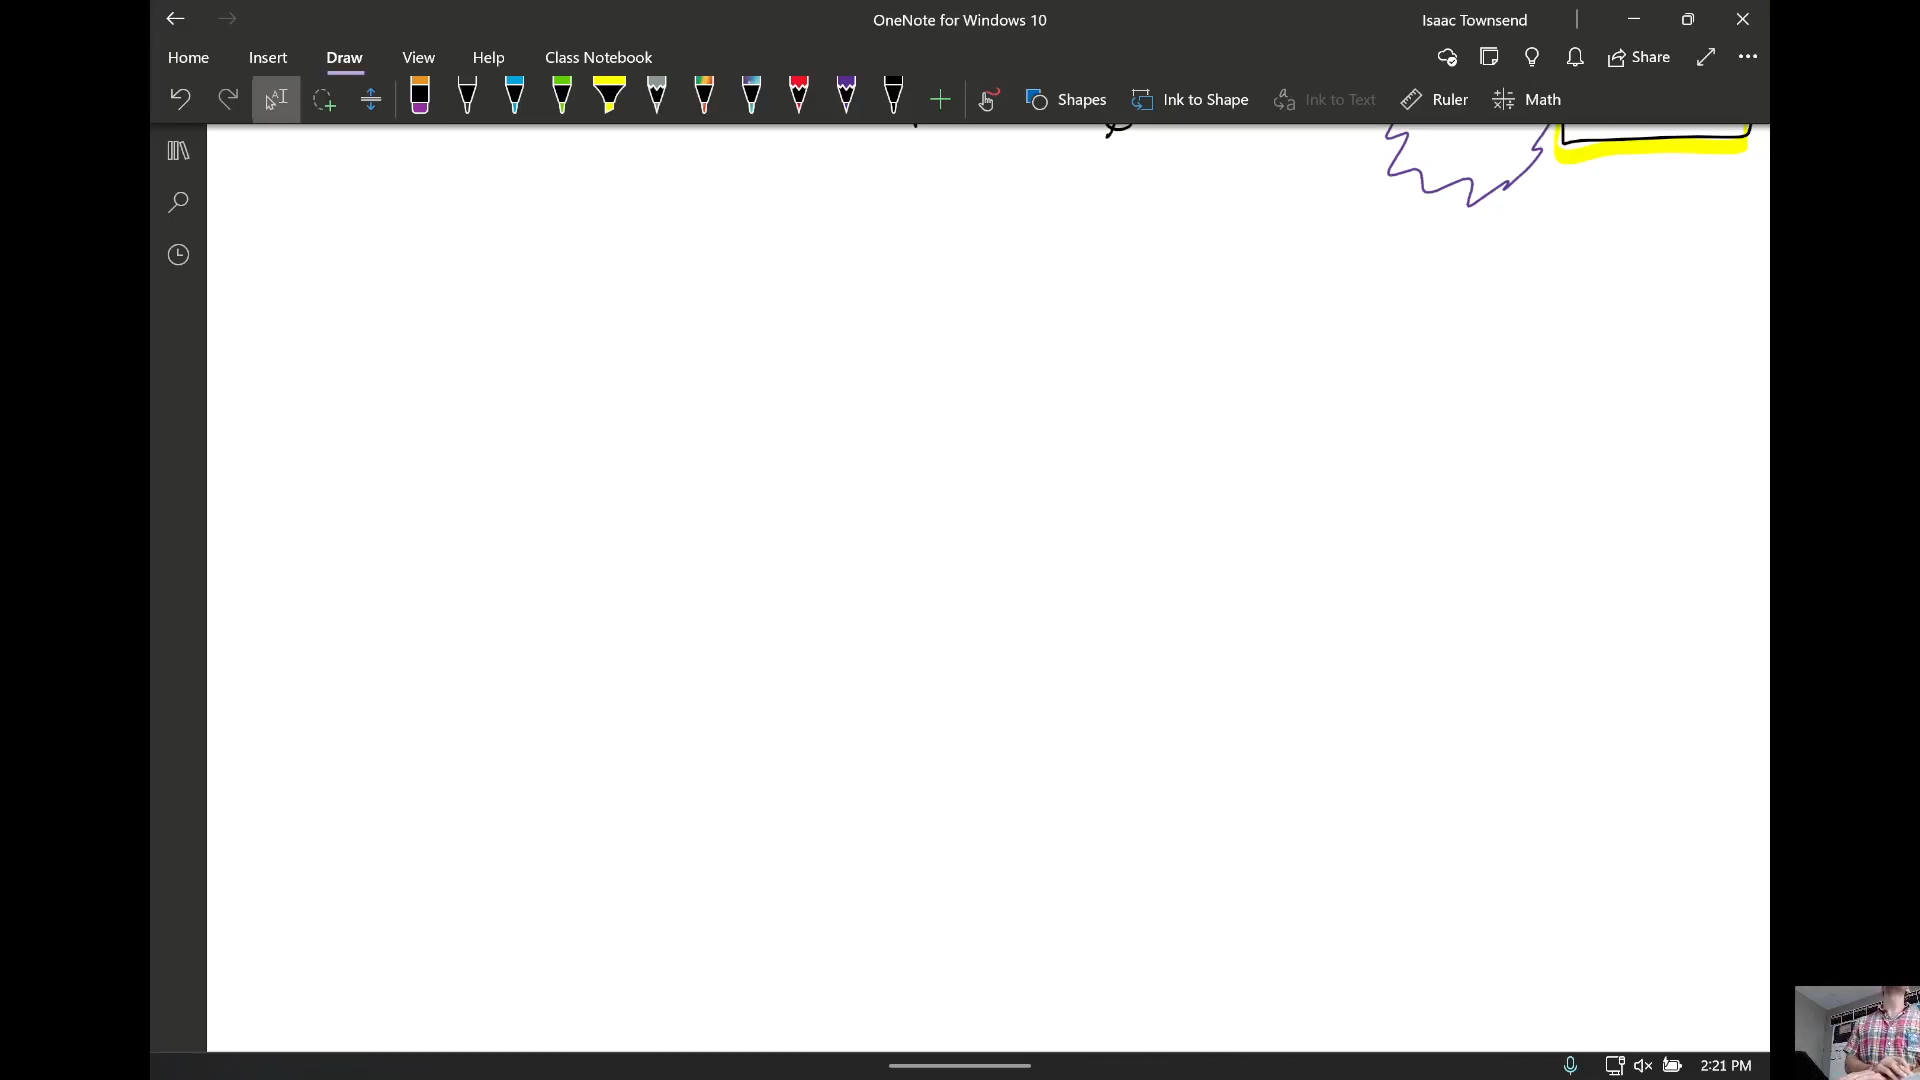 OneNote for Windows 10
Isaac Townsend
Home Insert Draw View Help Class Notebook
Share
Shapes Ink to Shape Ink to Text Ruler Math
2:21 PM